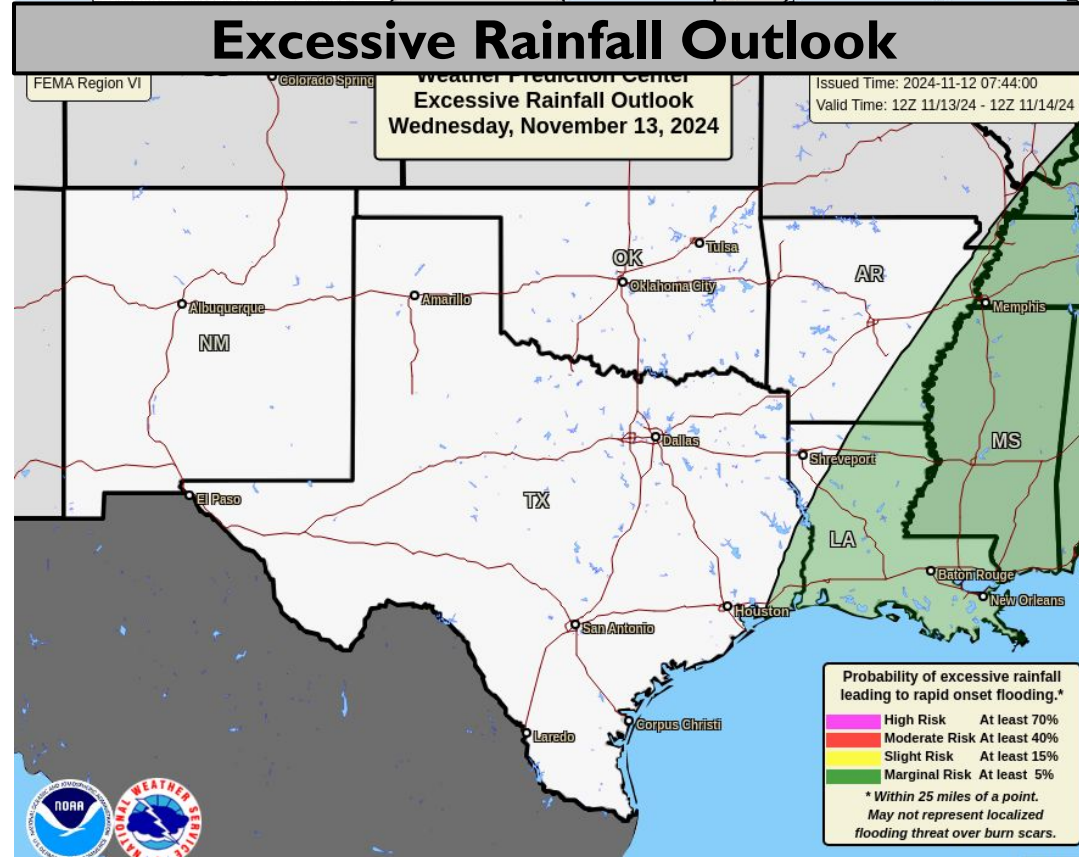 Excessive Rainfall Outlook
FEMA Region VI
Colorado Spring
Weather Prediction Center
Excessive Rainfall Outlook
Wednesday, November 13, 2024
Issued Time: 2024-11-12 07:44:00
Valid Time: 12Z 11/13/24 - 12Z 11/14/24
Tulsa
OK
Oklahoma City
AR
Albuquerque
Amarillo
Memphis
NM
Dallas
MS
Shreveport
El Paso
TX
LA
Baton Rouge
New Orleans
Houston
San Antonio
Corpus Christi
Laredo
Probability of excessive rainfall
leading to rapid onset flooding.*
High Risk At least 70%
Moderate Risk At least 40%
Slight Risk At least 15%
Marginal Risk At least 5%
* Within 25 miles of a point.
May not represent localized
flooding threat over burn scars.
NOAA
NATIONAL WEATHER SERVICE